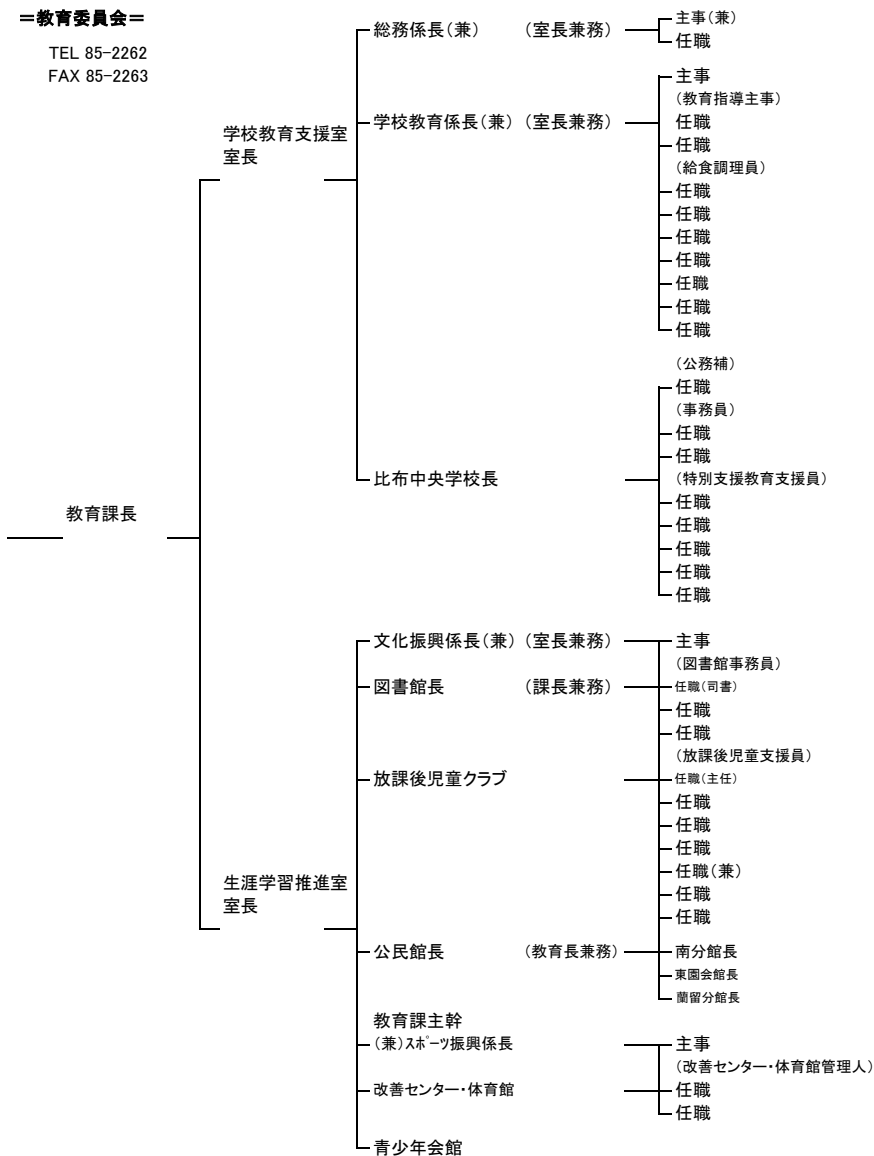 =教育委員会=
TEL 85-2262
FAX 85-2263
教育課長
学校教育支援室
室長
総務係長(兼) (室長兼務)
主事(兼)
任職
学校教育係長(兼) (室長兼務)
主事
(教育指導主事)
任職
任職
(給食調理員)
任職
任職
任職
任職
任職
任職
任職
比布中央学校長
(公務補)
任職
(事務員)
任職
任職
(特別支援教育支援員)
任職
任職
任職
任職
任職
生涯学習推進室
室長
文化振興係長(兼) (室長兼務)
主事
(図書館事務員)
図書館長 (課長兼務)
任職(司書)
任職
任職
(放課後児童支援員)
放課後児童クラブ
任職(主任)
任職
任職
任職
任職(兼)
任職
任職
公民館長 (教育長兼務)
南分館長
東園会館長
蘭留分館長
教育課主幹
(兼)スポーツ振興係長
主事
(改善センター・体育館管理人)
改善センター・体育館
任職
任職
青少年会館